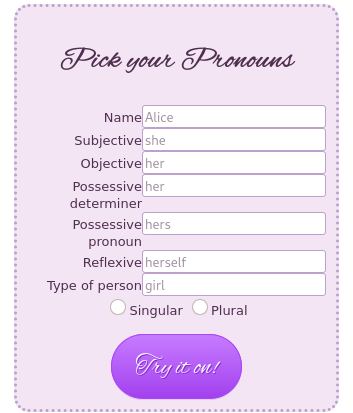 Pick your Pronouns
Name Alice
Subjective she
Objective her
Possessive her
determiner
Possessive hers
pronoun
Reflexive herself
Type of person girl
Singular Plural
Try it on!